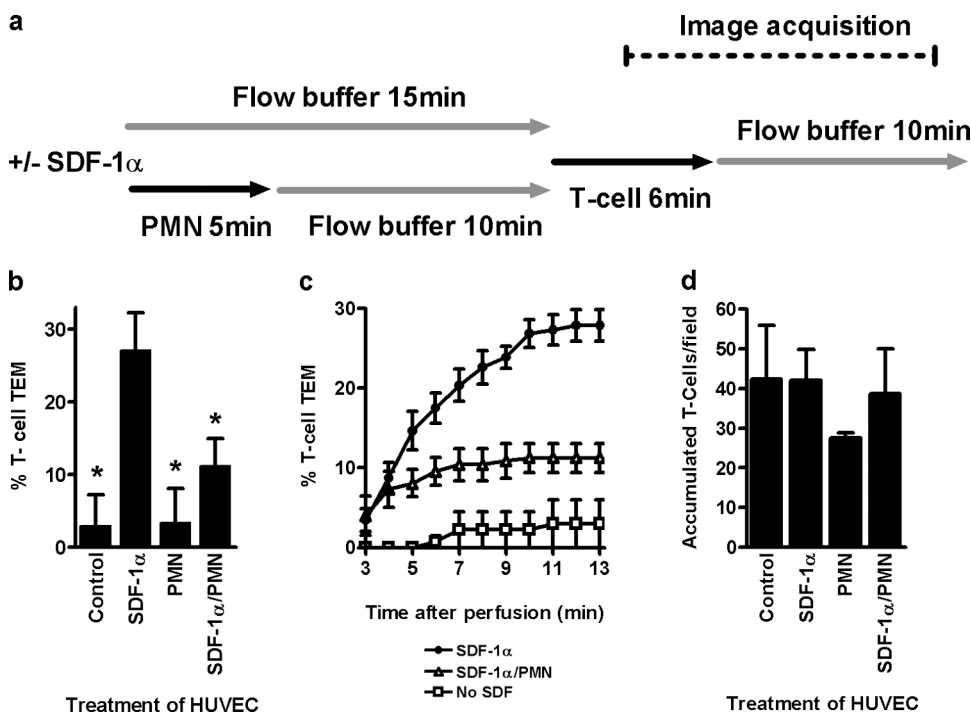 a
Image acquisition
Flow buffer 15min
Flow buffer 10min
+/- SDF-1α
T-cell 6min
PMN 5min
Flow buffer 10min
b
% T- cell TEM
30
20
10
0
*
*
*
Control
SDF-1α
PMN
SDF-1α/PMN
Treatment of HUVEC
c
% T-cell TEM
30
20
10
0
3
5
7
9
11
13
Time after perfusion (min)
SDF-1α
SDF-1α/PMN
No SDF
d
Accumulated T-Cells/field
60
50
40
30
20
10
0
Control
SDF-1α
PMN
SDF-1α/PMN
Treatment of HUVEC